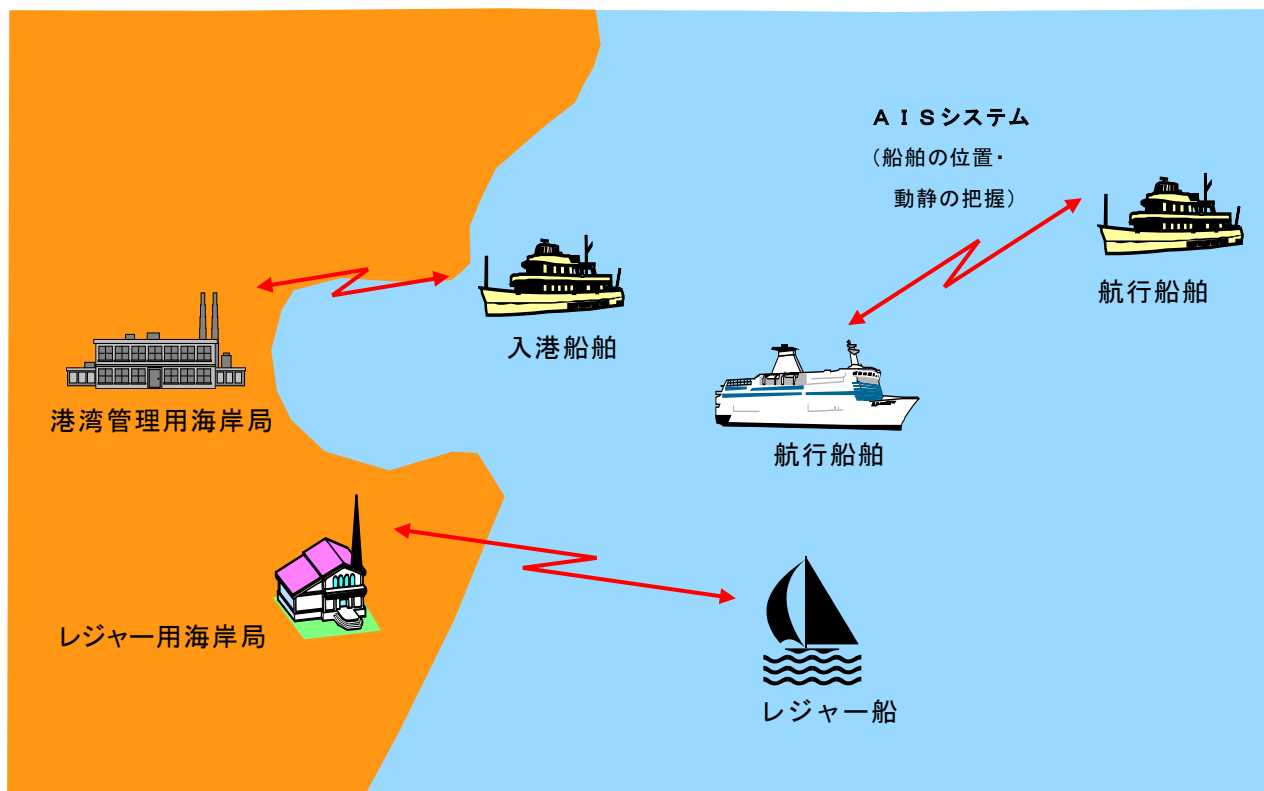 ＡＩＳシステム
（船舶の位置・
動静の把握）
航行船舶
入港船舶
港湾管理用海岸局
航行船舶
レジャー用海岸局
レジャー船